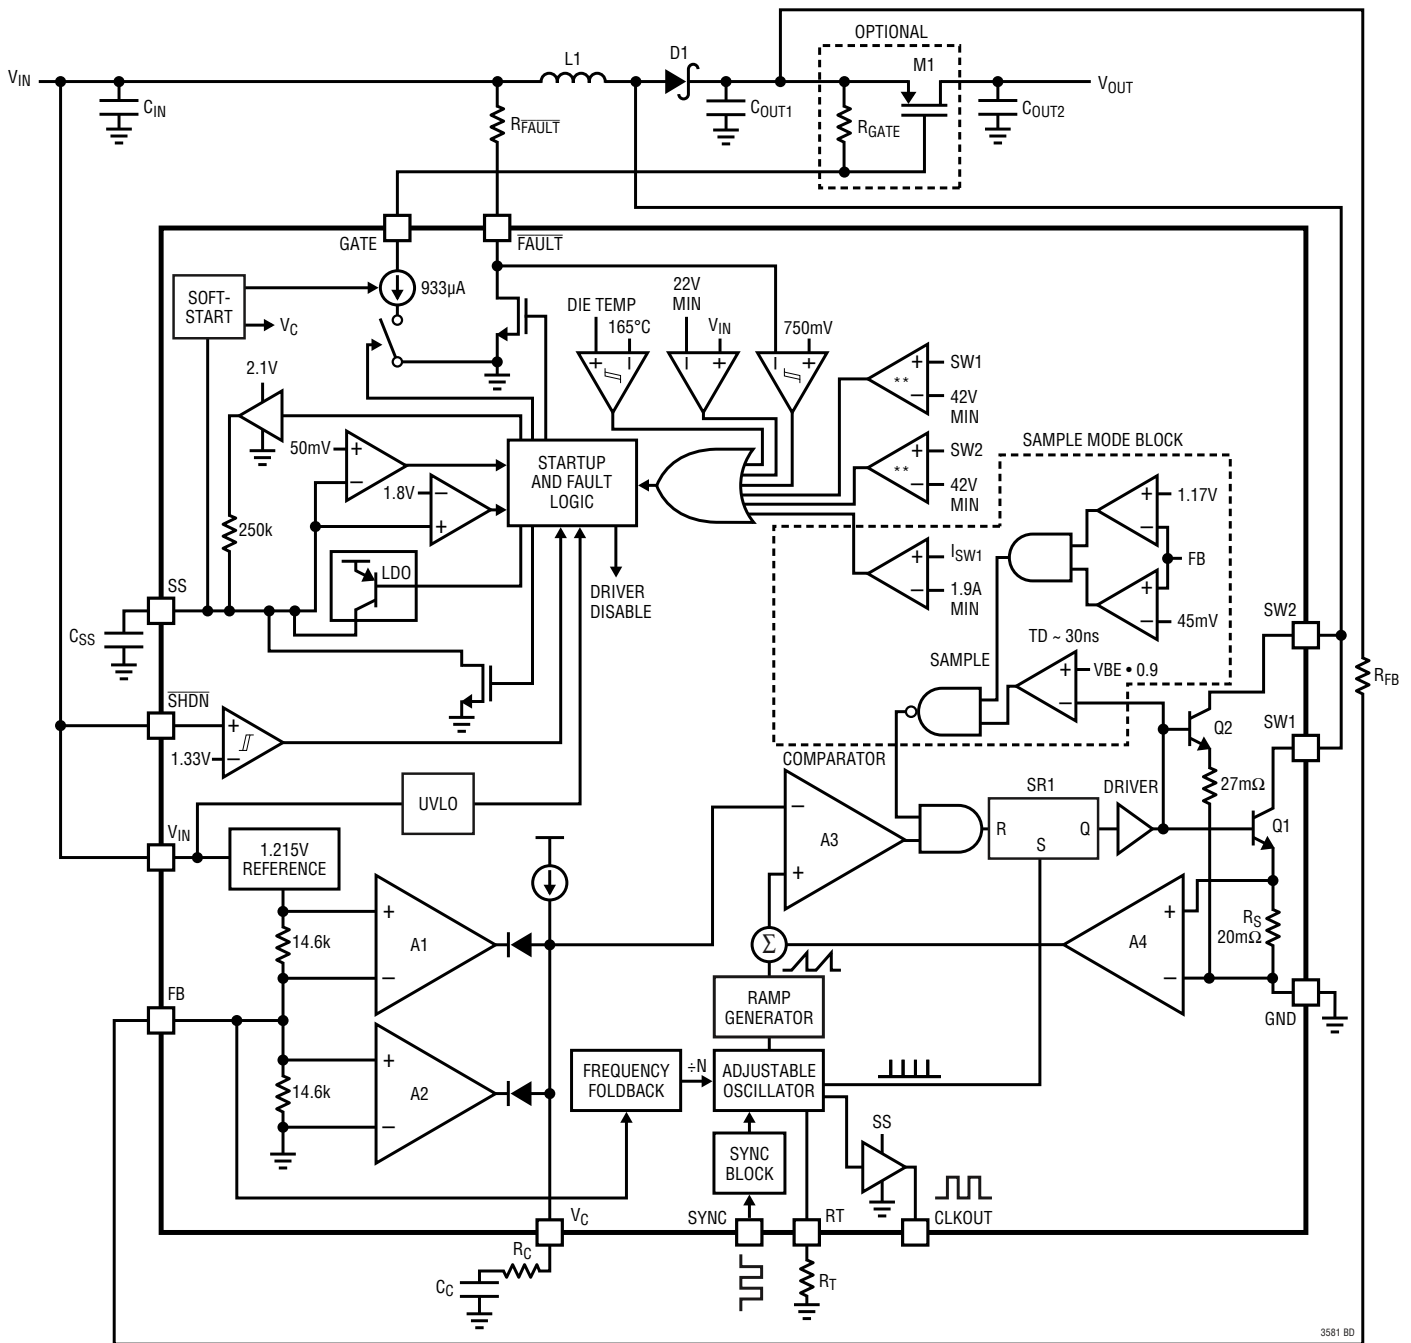 OPTIONAL
L1
D1
M1
VIN
VOUT
CIN
RFAULT
COUT1
RGATE
COUT2
GATE
FAULT
SOFT-
START
933µA
VC
22V
MIN
DIE TEMP
165°C
VIN
750mV
+
−
−
+
−
+
2.1V
+
**
−
SW1
42V
MIN
50mV
+
−
1.8V
−
+
STARTUP
AND FAULT
LOGIC
+
**
−
SW2
42V
MIN
SAMPLE MODE BLOCK
+
−
1.17V
FB
+
−
45mV
250k
LDO
+
−
ISW1
1.9A
MIN
DRIVER
DISABLE
SS
CSS
SW2
TD ~ 30ns
SAMPLE
+
−
VBE • 0.9
RFB
SHDN
+
−
1.33V
Q2
SW1
COMPARATOR
27mΩ
UVLO
−
A3
+
SR1
R
Q
S
DRIVER
Q1
VIN
1.215V
REFERENCE
+
A1
−
14.6k
Σ
A4
+
−
RS
20mΩ
RAMP
GENERATOR
FB
GND
+
A2
−
14.6k
FREQUENCY
FOLDBACK
÷N
ADJUSTABLE
OSCILLATOR
SYNC
BLOCK
SS
VC
SYNC
RT
CLKOUT
RC
CC
RT
3581 BD